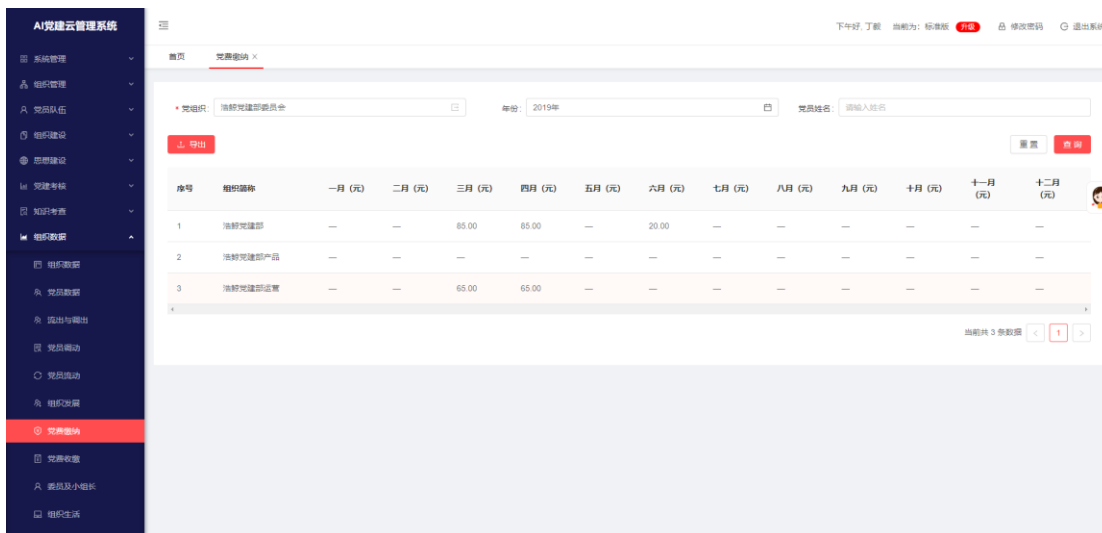 AI党建云管理系统
下午好, 丁毅 当前为：标准版 升级 修改密码 退出系统
系统管理
组织管理
党员队伍
组织建设
思想建设
党建考核
知识考查
组织数据
组织数据
党员数据
流出与调出
党员调动
党员流动
组织发展
党费缴纳
党费收缴
委员及小组长
组织生活
首页 党费缴纳 ×
* 党组织: 浩鲸党建部委员会 年份: 2019年 党员姓名: 请输入姓名
导出 重置 查询
序号 组织简称 一月 (元) 二月 (元) 三月 (元) 四月 (元) 五月 (元) 六月 (元) 七月 (元) 八月 (元) 九月 (元) 十月 (元) 十一月 (元) 十二月 (元)
1 浩鲸党建部 — — 85.00 85.00 — 20.00 — — — — — —
2 浩鲸党建部产品 — — — — — — — — — — — —
3 浩鲸党建部运营 — — 65.00 65.00 — — — — — — — —
当前共 3 条数据 < 1 >